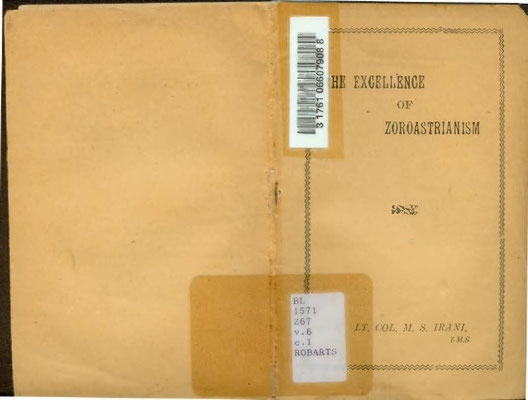 HE EXCELLENCE
OF
ZOROASTRIANISM
3 1761 06607908 8
BL
1571
Z67
v.6
c.1
ROBARTS
LT. COL. M. S. IRANI,
I.M.S.